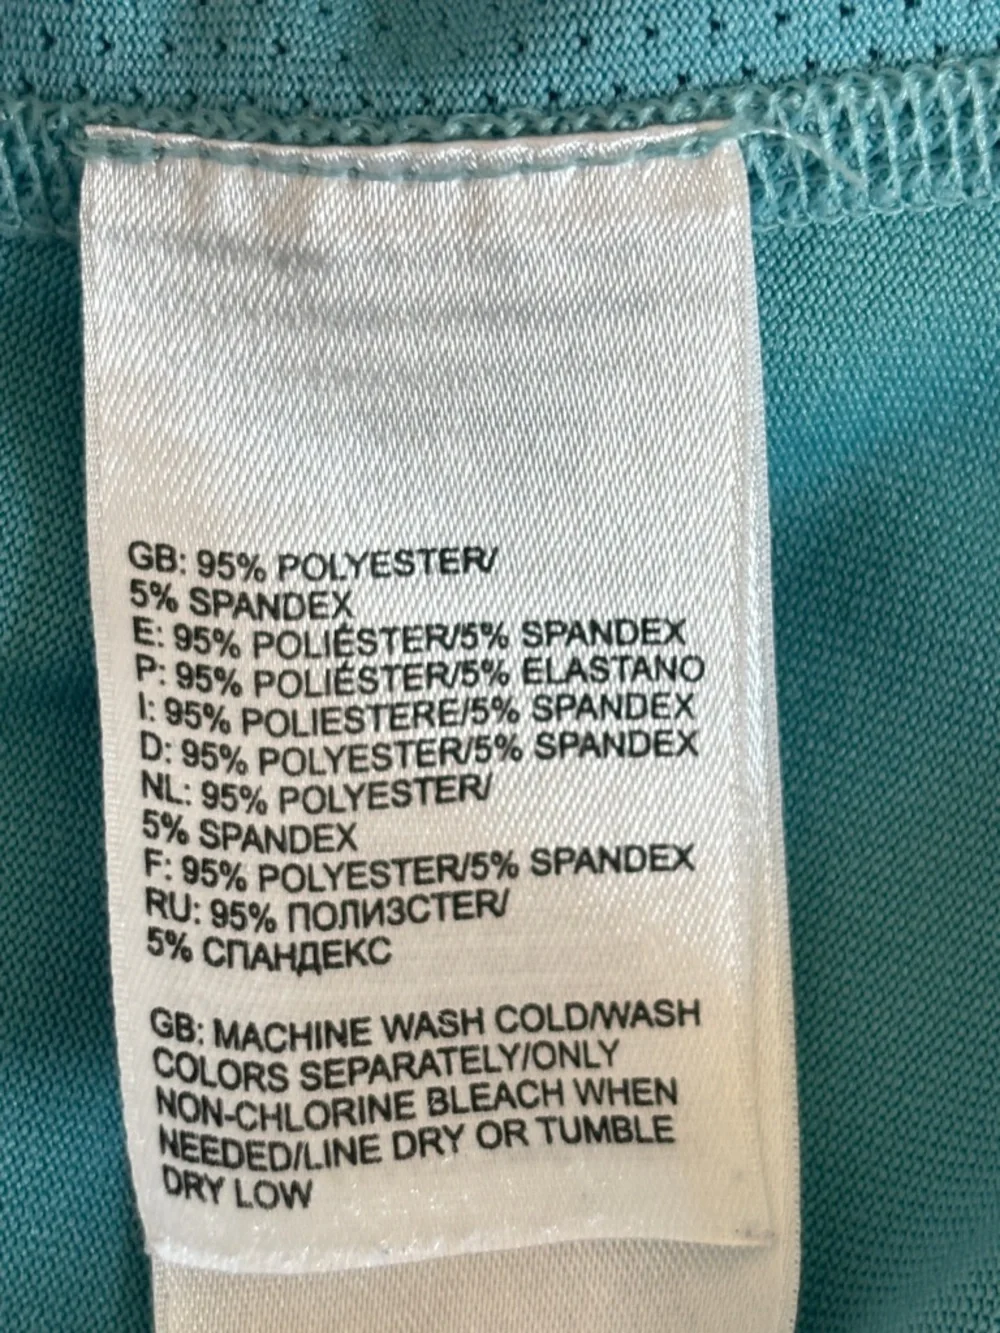 GB: 95% POLYESTER/
5% SPANDEX
E: 95% POLIÉSTER/5% SPANDEX
P: 95% POLIÉSTER/5% ELASTANO
I: 95% POLIESTERE/5% SPANDEX
D: 95% POLYESTER/5% SPANDEX
NL: 95% POLYESTER/
5% SPANDEX
F: 95% POLYESTER/5% SPANDEX
RU: 95% ПОЛИЗСТER/
5% СПАНДЕКС
GB: MACHINE WASH COLD/WASH
COLORS SEPARATELY/ONLY
NON-CHLORINE BLEACH WHEN
NEEDED/LINE DRY OR TUMBLE
DRY LOW